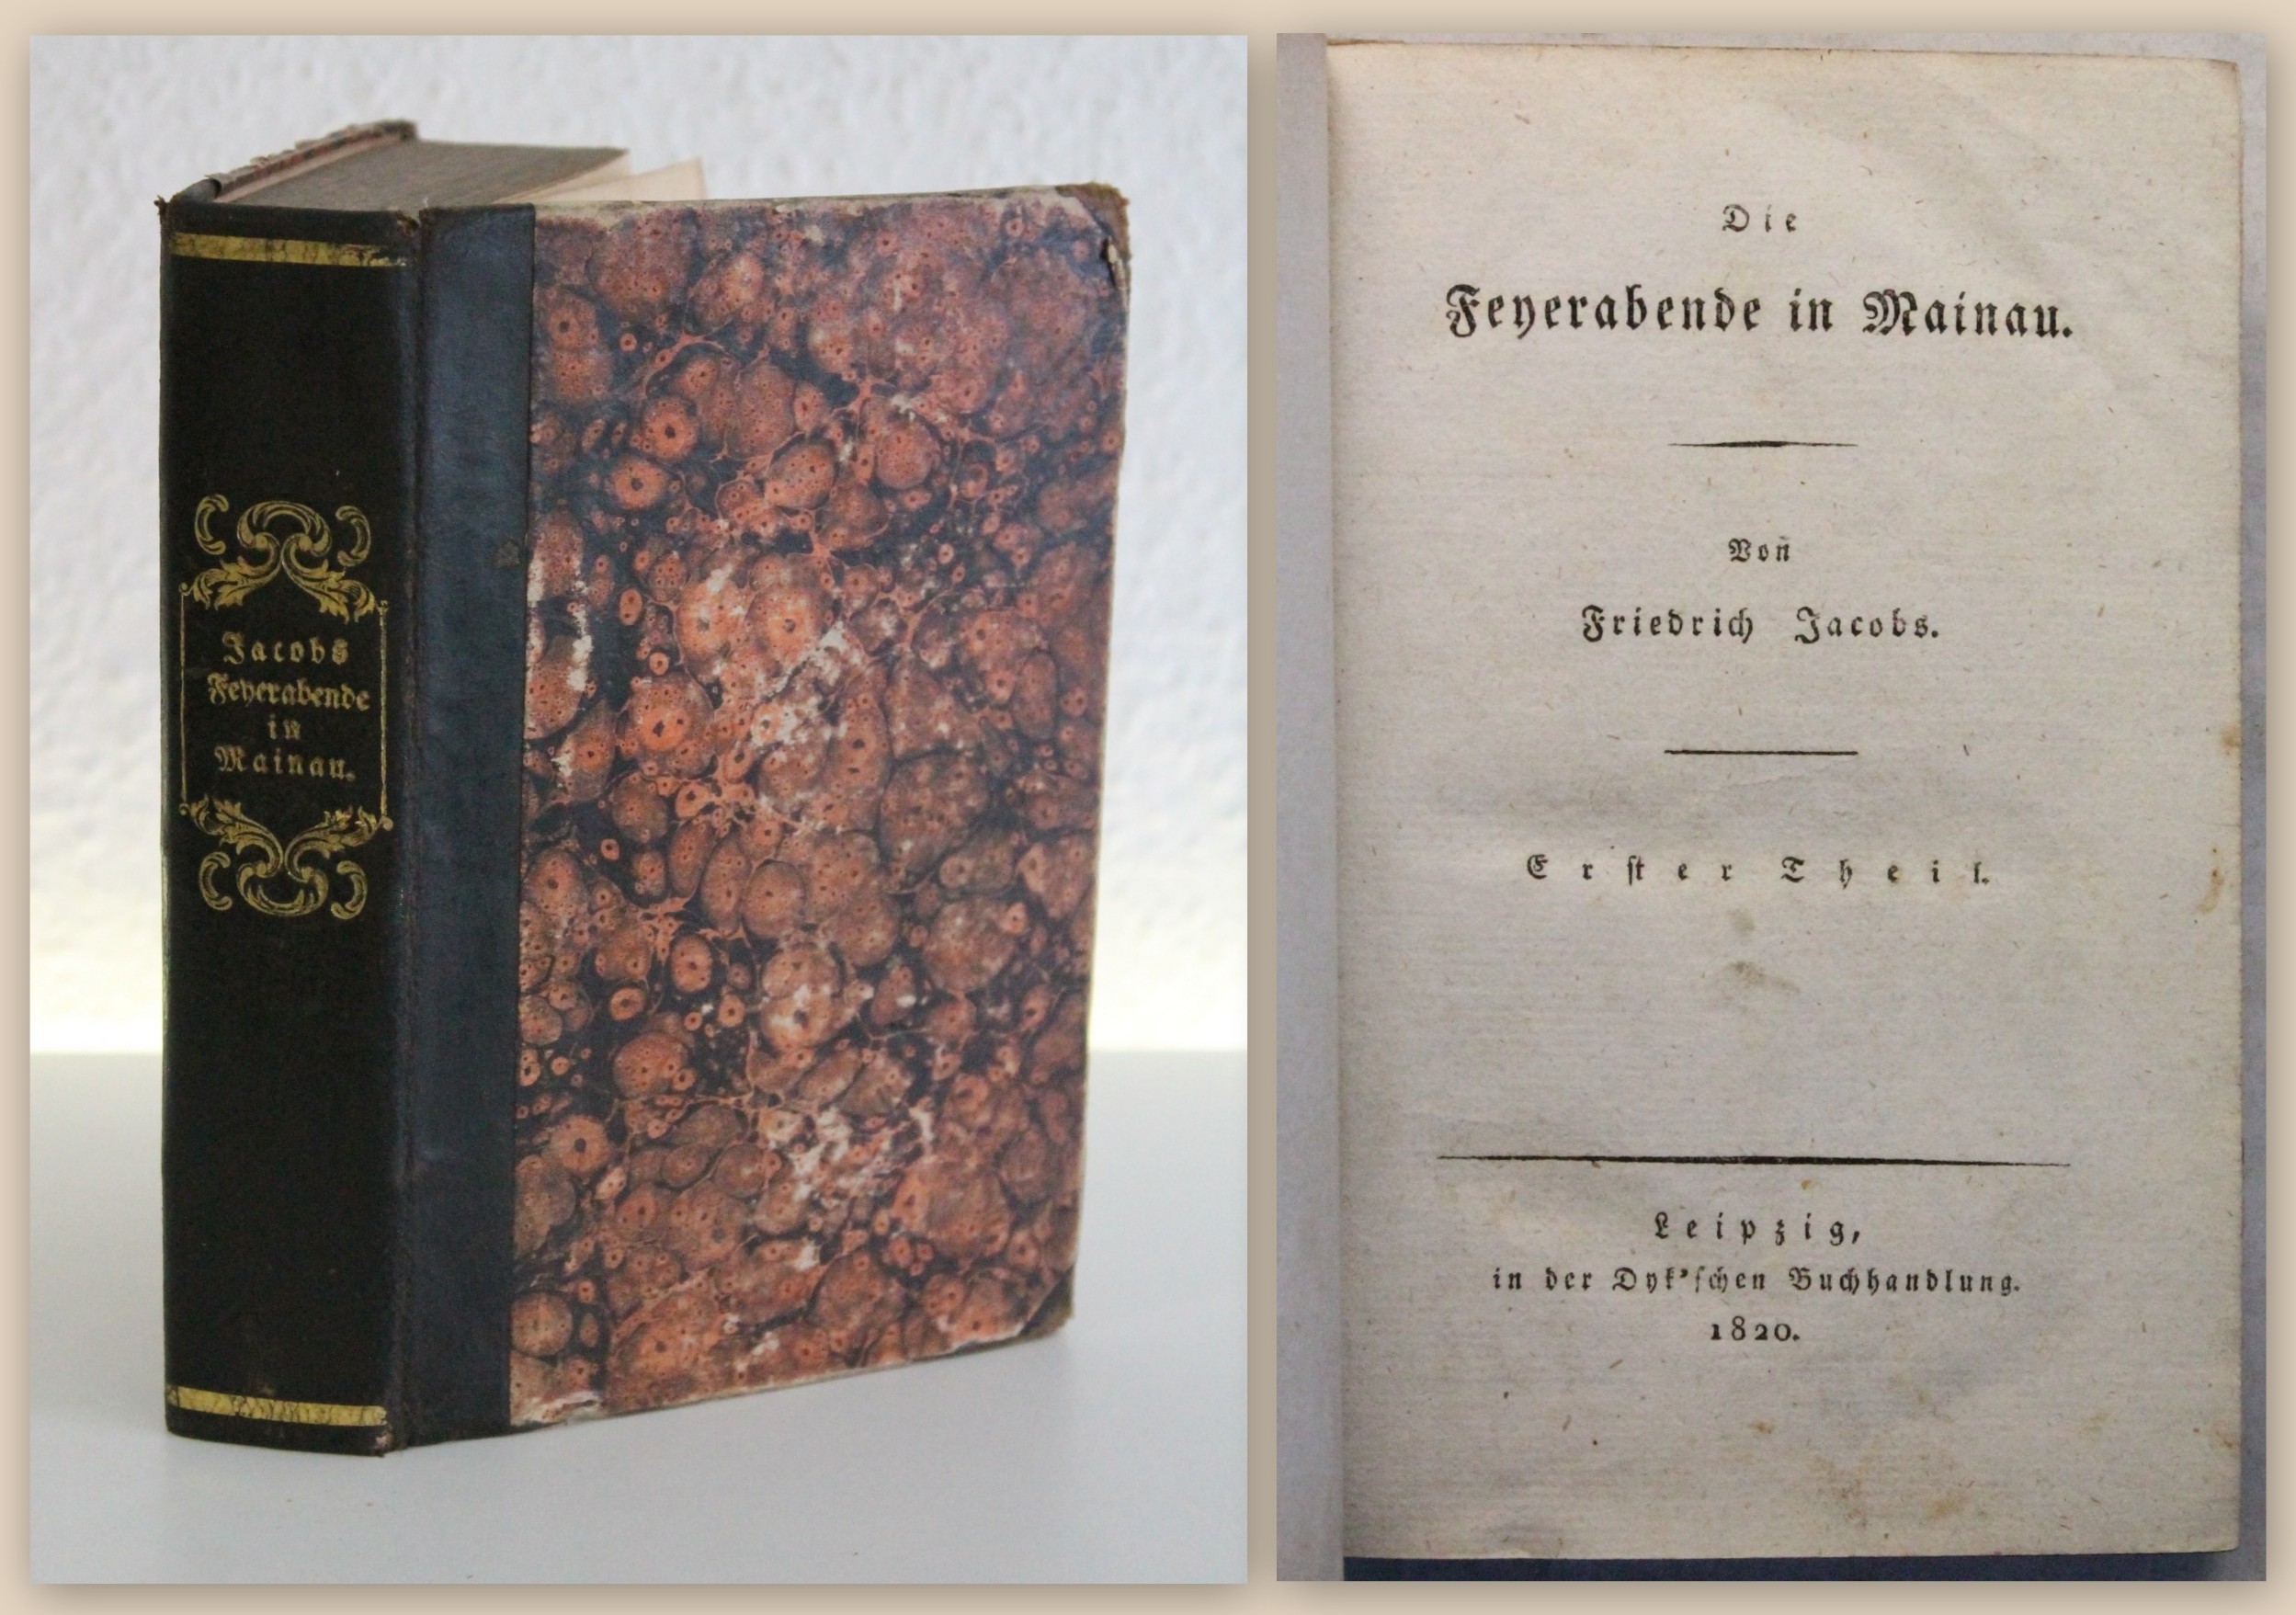 Jacobs
Feyerabende
in
Mainau.
Die
Feyerabende in Mainau.
Von
Friedrich Jacobs.
Erster Theil.
Leipzig,
in der Dyk'schen Buchhandlung.
1820.